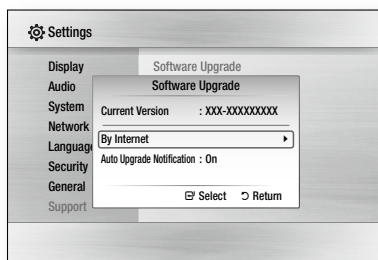 Settings
Display
Software Upgrade
Audio
System
Network
Language
Security
General
Support
Software Upgrade
Current Version : XXX-XXXXXXXXX
By Internet
Auto Upgrade Notification : On
Select Return